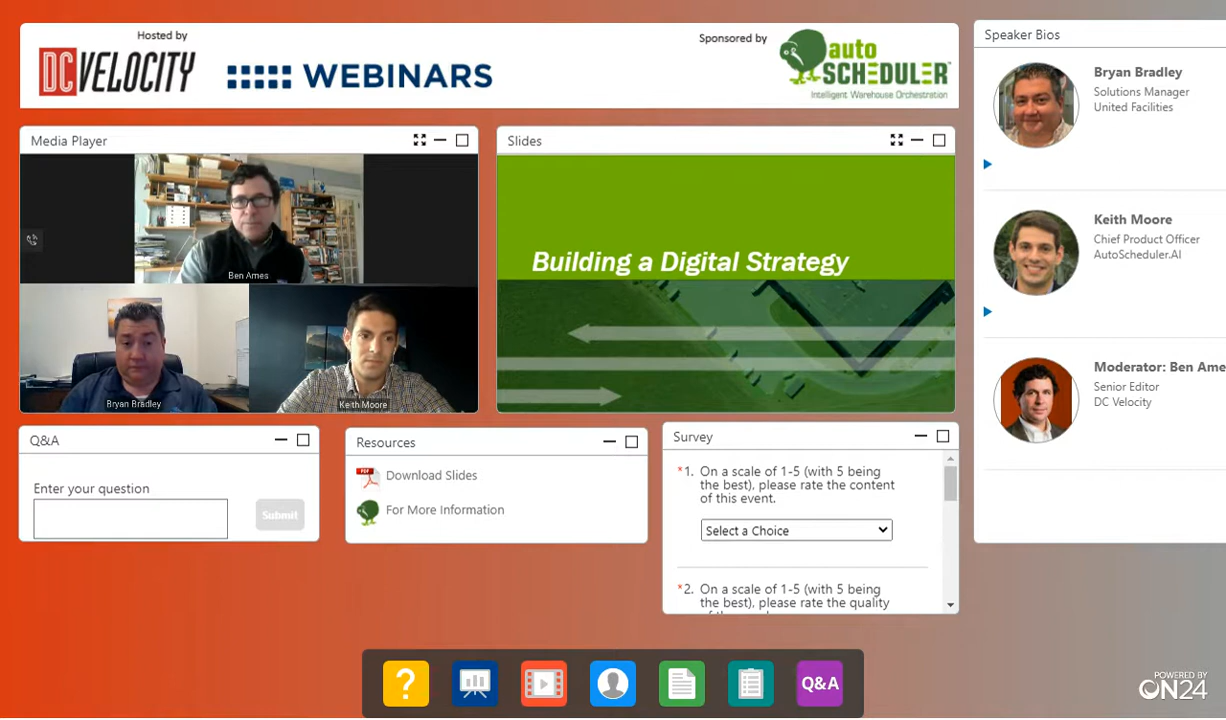 Hosted by
DCVELOCITY
WEBINARS
Sponsored by
auto
SCHEDULER™
Intelligent Warehouse Orchestration
Media Player
Ben Ames
Bryan Bradley
Keith Moore
Slides
Building a Digital Strategy
Speaker Bios
Bryan Bradley
Solutions Manager
United Facilities
Keith Moore
Chief Product Officer
AutoScheduler.AI
Moderator: Ben Ame
Senior Editor
DC Velocity
Q&A
Enter your question
Submit
Resources
PDF
Download Slides
For More Information
Survey
*1. On a scale of 1-5 (with 5 being
the best), please rate the content
of this event.
Select a Choice
*2. On a scale of 1-5 (with 5 being
the best), please rate the quality
?
Q&A
POWERED BY
ON24